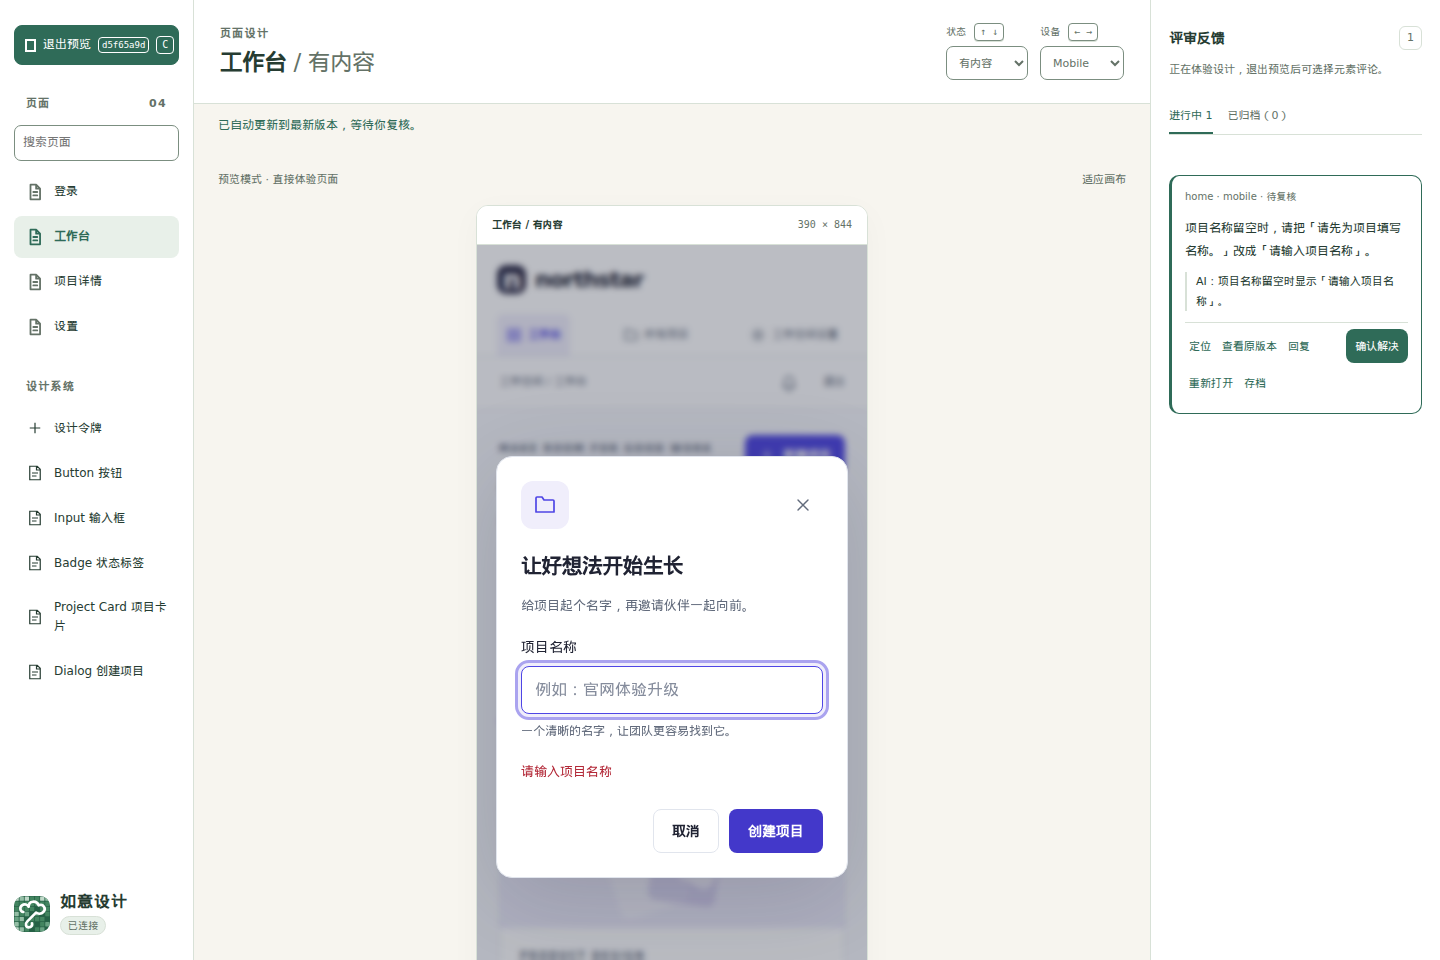 退出预览 d5f65a9d C
页面 04
搜索页面
登录
工作台
项目详情
设置
设计系统
设计令牌
Button 按钮
Input 输入框
Badge 状态标签
Project Card 项目卡
片
Dialog 创建项目
如意设计
已连接
页面设计
工作台 / 有内容
状态 ↑ ↓
有内容
设备 ← →
Mobile
已自动更新到最新版本，等待你复核。
预览模式 · 直接体验页面
适应画布
工作台 / 有内容
390 × 844
northstar
让好想法开始生长
给项目起个名字，再邀请伙伴一起向前。
项目名称
例如：官网体验升级
一个清晰的名字，让团队更容易找到它。
请输入项目名称
取消
创建项目
评审反馈 1
正在体验设计，退出预览后可选择元素评论。
进行中 1 已归档（0）
home · mobile · 待复核
项目名称留空时，请把「请先为项目填写
名称。」改成「请输入项目名称」。
AI：项目名称留空时显示「请输入项目名
称」。
定位 查看原版本 回复 确认解决
重新打开 存档